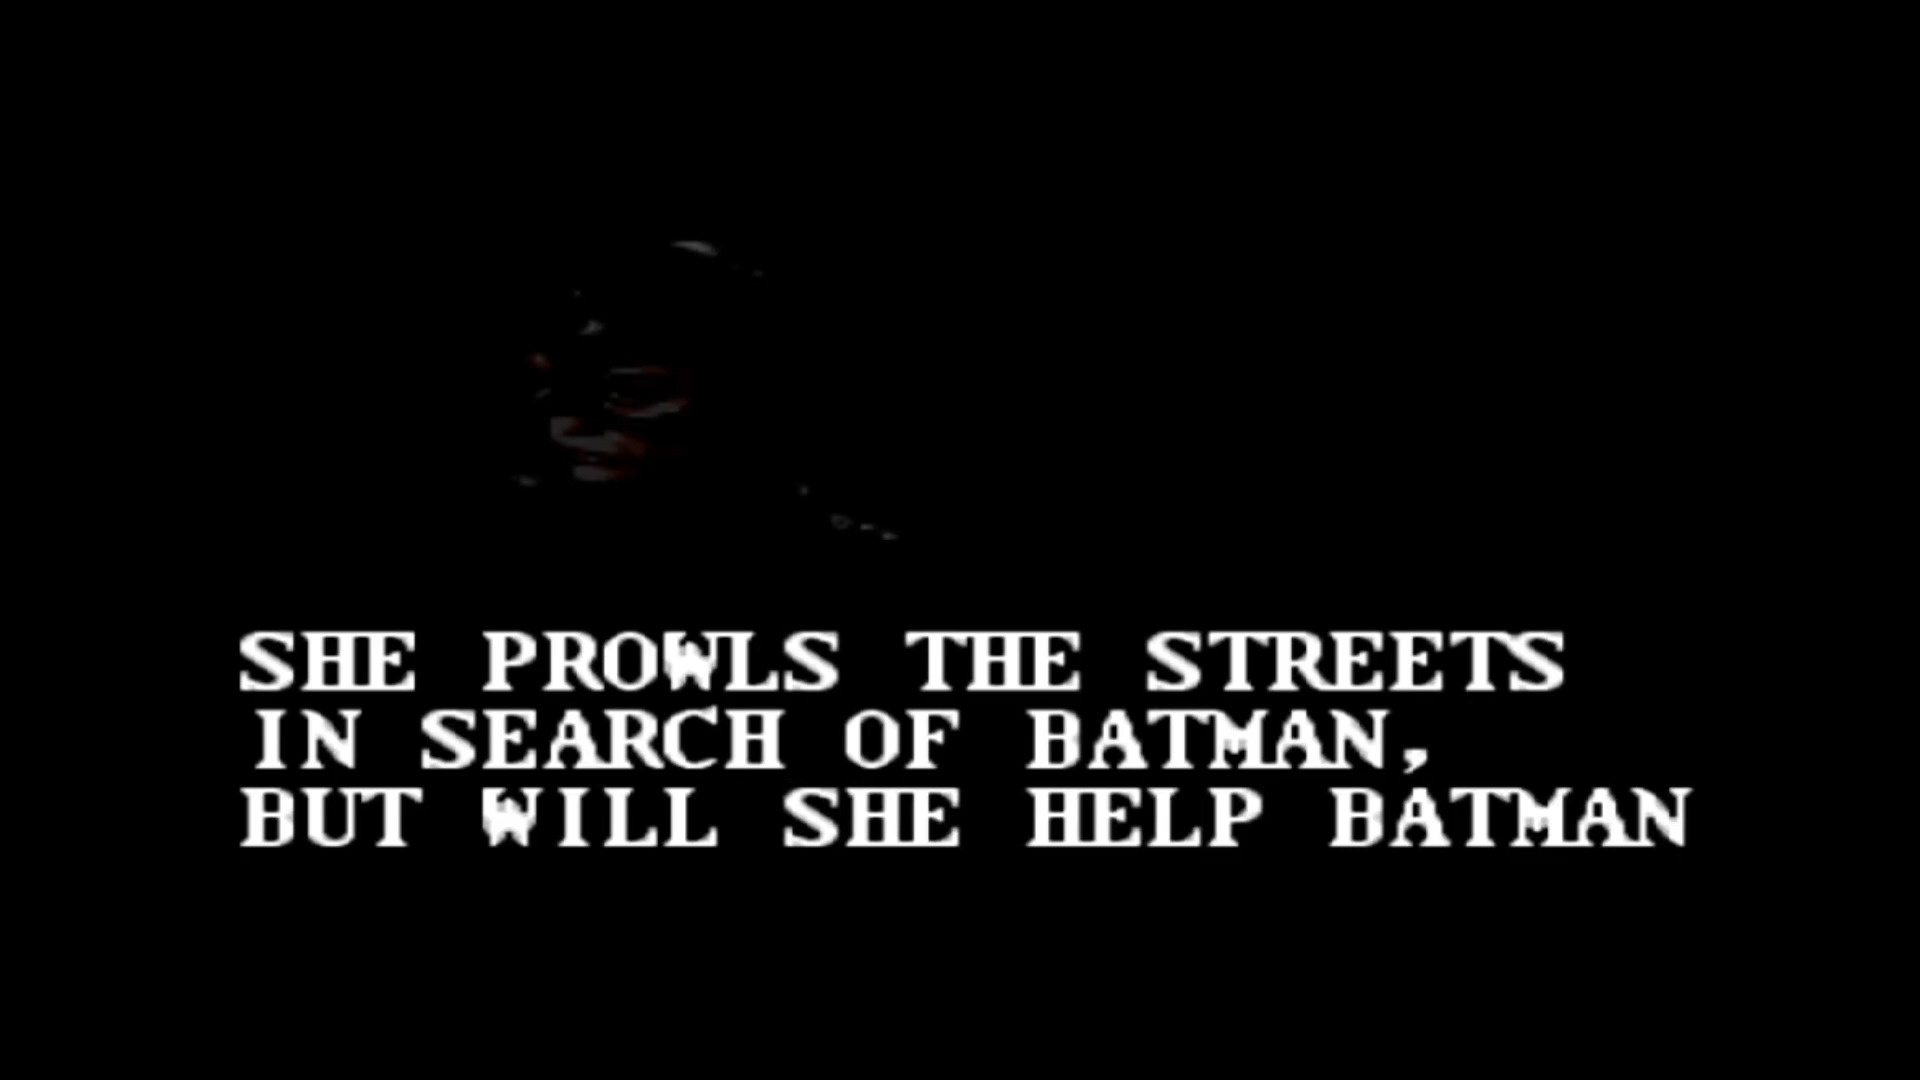 SHE PROWLS THE STREETS
IN SEARCH OF BATMAN,
BUT WILL SHE HELP BATMAN